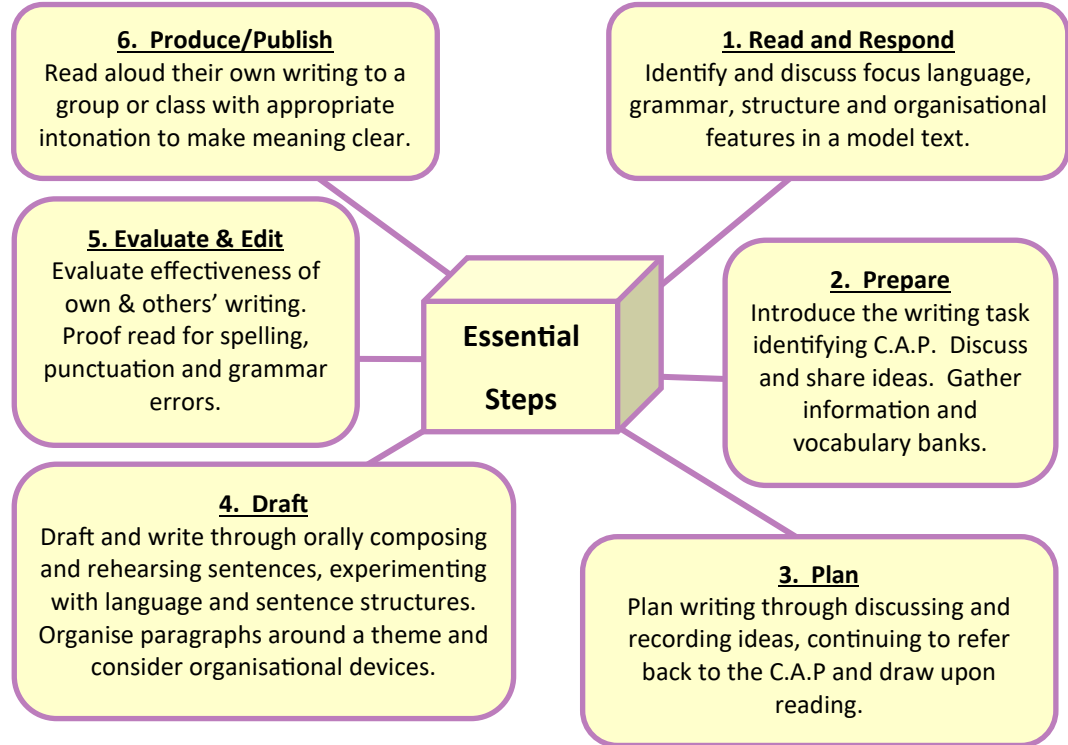 6. Produce/Publish
Read aloud their own writing to a
group or class with appropriate
intonation to make meaning clear.
1. Read and Respond
Identify and discuss focus language,
grammar, structure and organisational
features in a model text.
5. Evaluate & Edit
Evaluate effectiveness of
own & others’ writing.
Proof read for spelling,
punctuation and grammar
errors.
Essential
Steps
2. Prepare
Introduce the writing task
identifying C.A.P. Discuss
and share ideas. Gather
information and
vocabulary banks.
4. Draft
Draft and write through orally composing
and rehearsing sentences, experimenting
with language and sentence structures.
Organise paragraphs around a theme and
consider organisational devices.
3. Plan
Plan writing through discussing and
recording ideas, continuing to refer
back to the C.A.P and draw upon
reading.